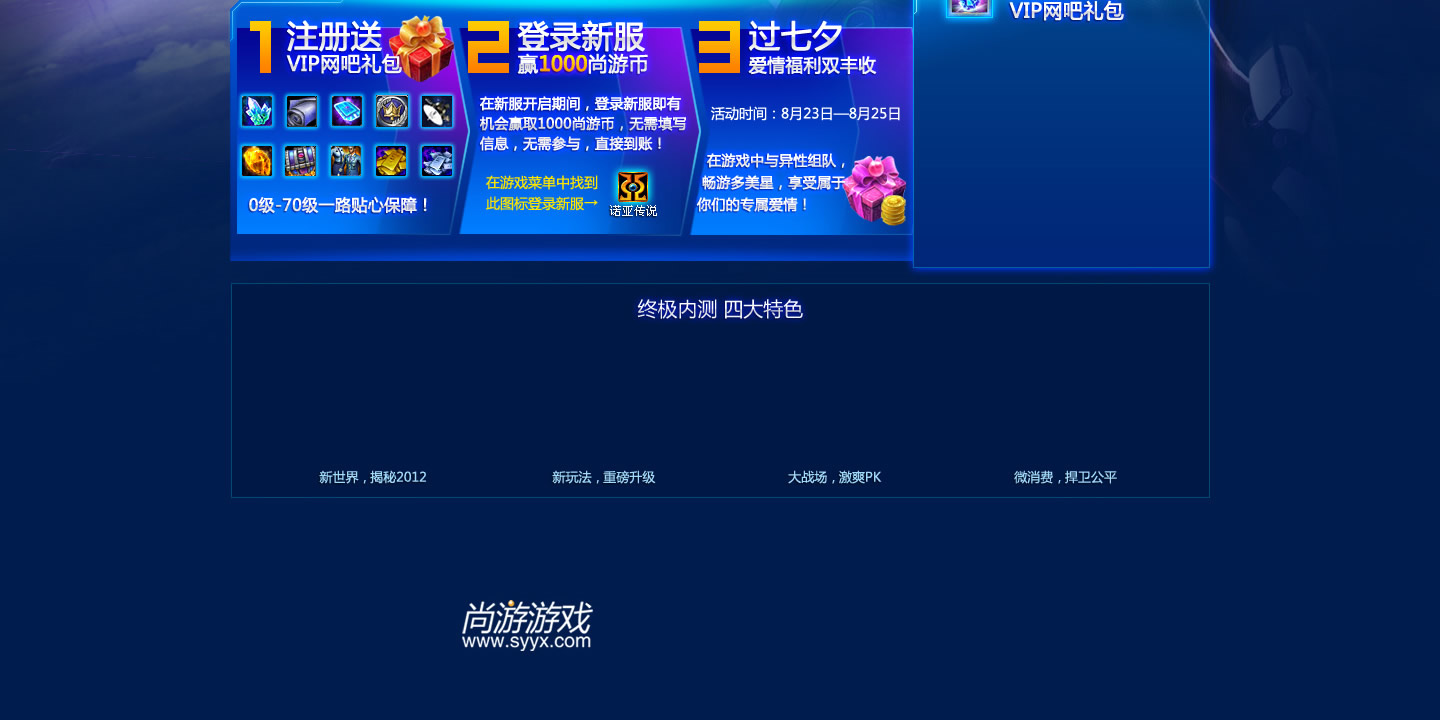 1 注册送
VIP网吧礼包
0级-70级一路贴心保障！
2 登录新服
赢1000尚游币
在新服开启期间，登录新服即有
机会赢取1000尚游币，无需填写
信息，无需参与，直接到账！
在游戏菜单中找到
此图标登录新服→
诺亚传说
3 过七夕
爱情福利双丰收
活动时间：8月23日—8月25日
在游戏中与异性组队，
畅游多美星，享受属于
你们的专属爱情！
VIP网吧礼包
终极内测 四大特色
新世界，揭秘2012
新玩法，重磅升级
大战场，激爽PK
微消费，捍卫公平
尚游游戏
www.syyx.com